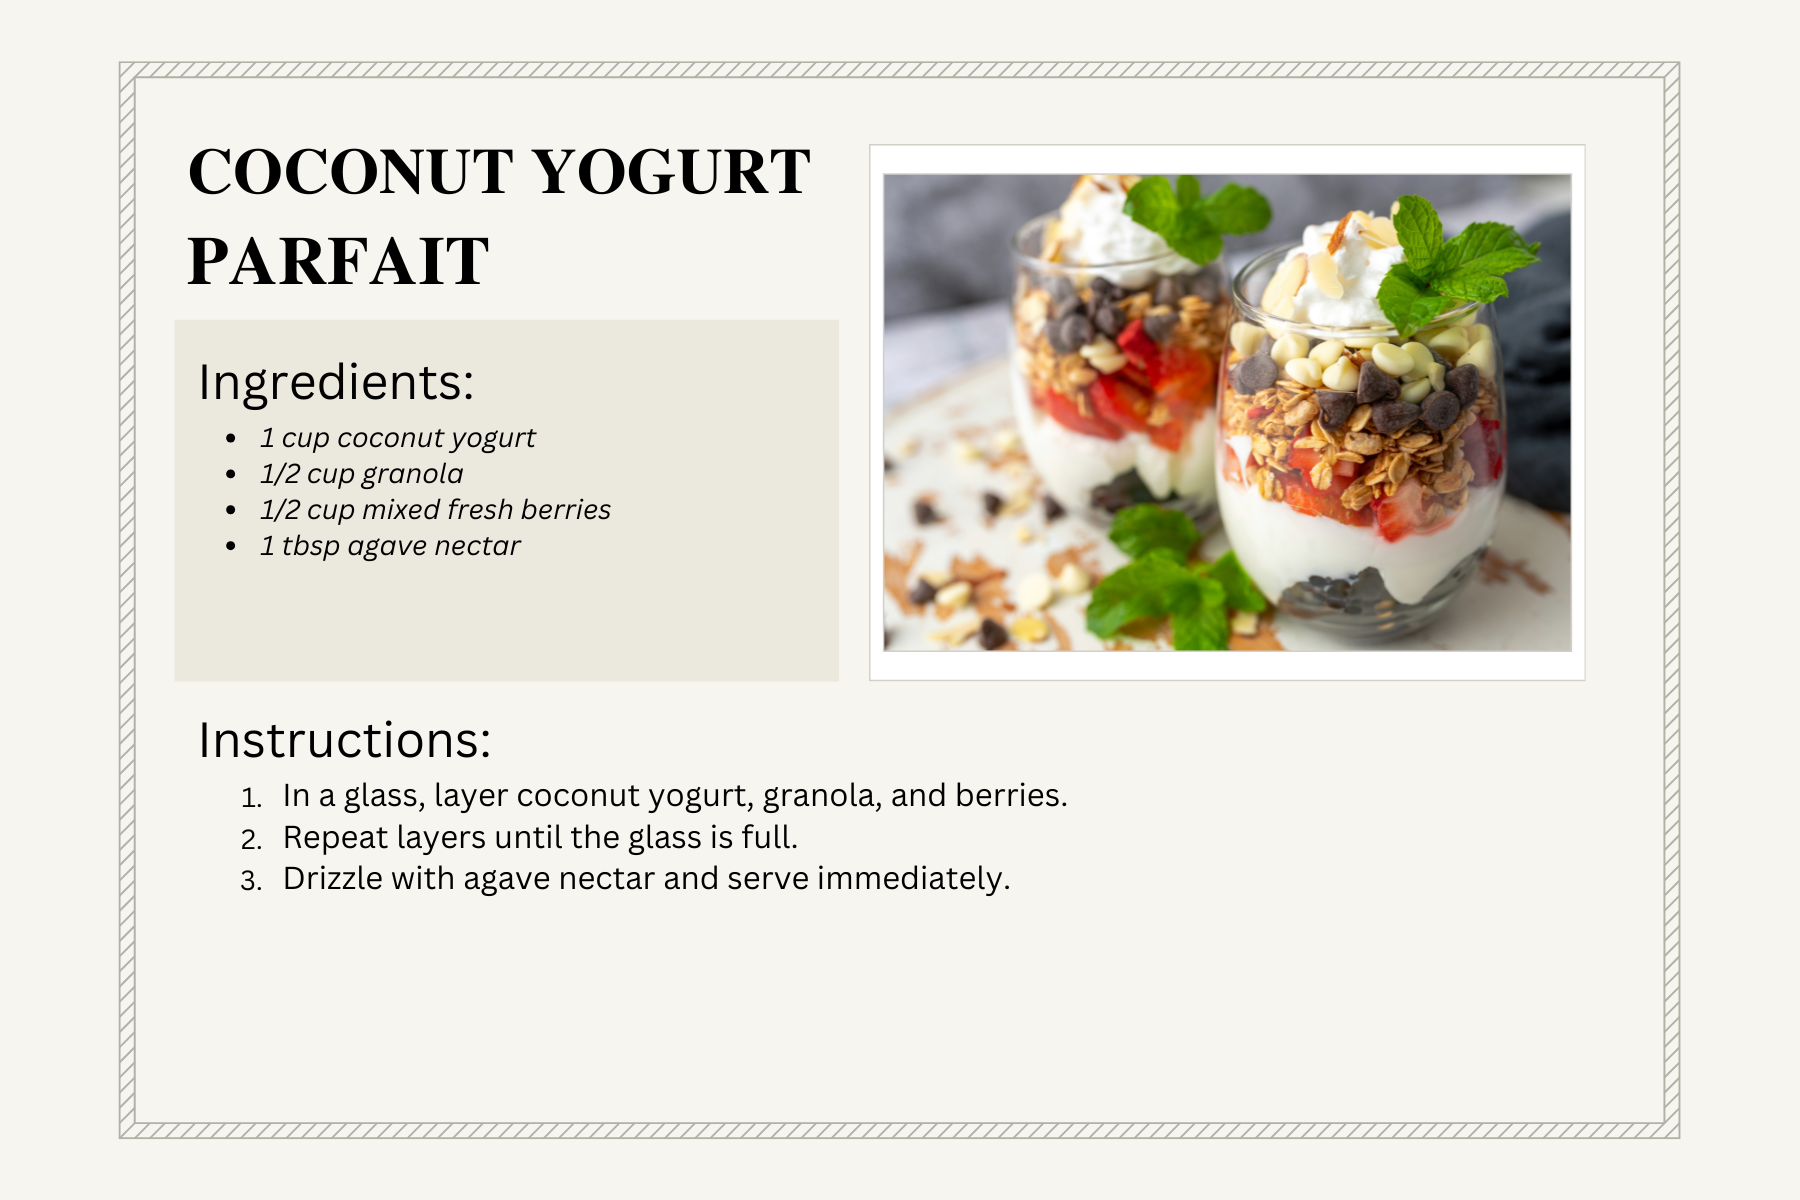 COCONUT YOGURT
PARFAIT
Ingredients:
• 1 cup coconut yogurt
• 1/2 cup granola
• 1/2 cup mixed fresh berries
• 1 tbsp agave nectar
Instructions:
1. In a glass, layer coconut yogurt, granola, and berries.
2. Repeat layers until the glass is full.
3. Drizzle with agave nectar and serve immediately.